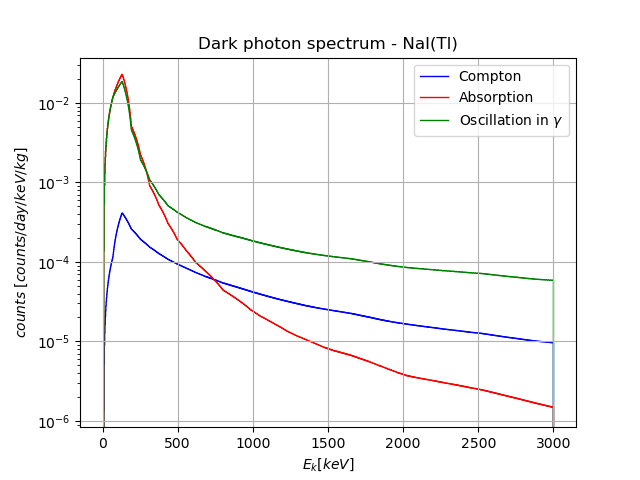 Dark photon spectrum - NaI(Tl)
Compton
Absorption
Oscillation in γ
counts [counts/day/keV/kg]
10⁻²
10⁻³
10⁻⁴
10⁻⁵
10⁻⁶
0 500 1000 1500 2000 2500 3000
E_k[keV]